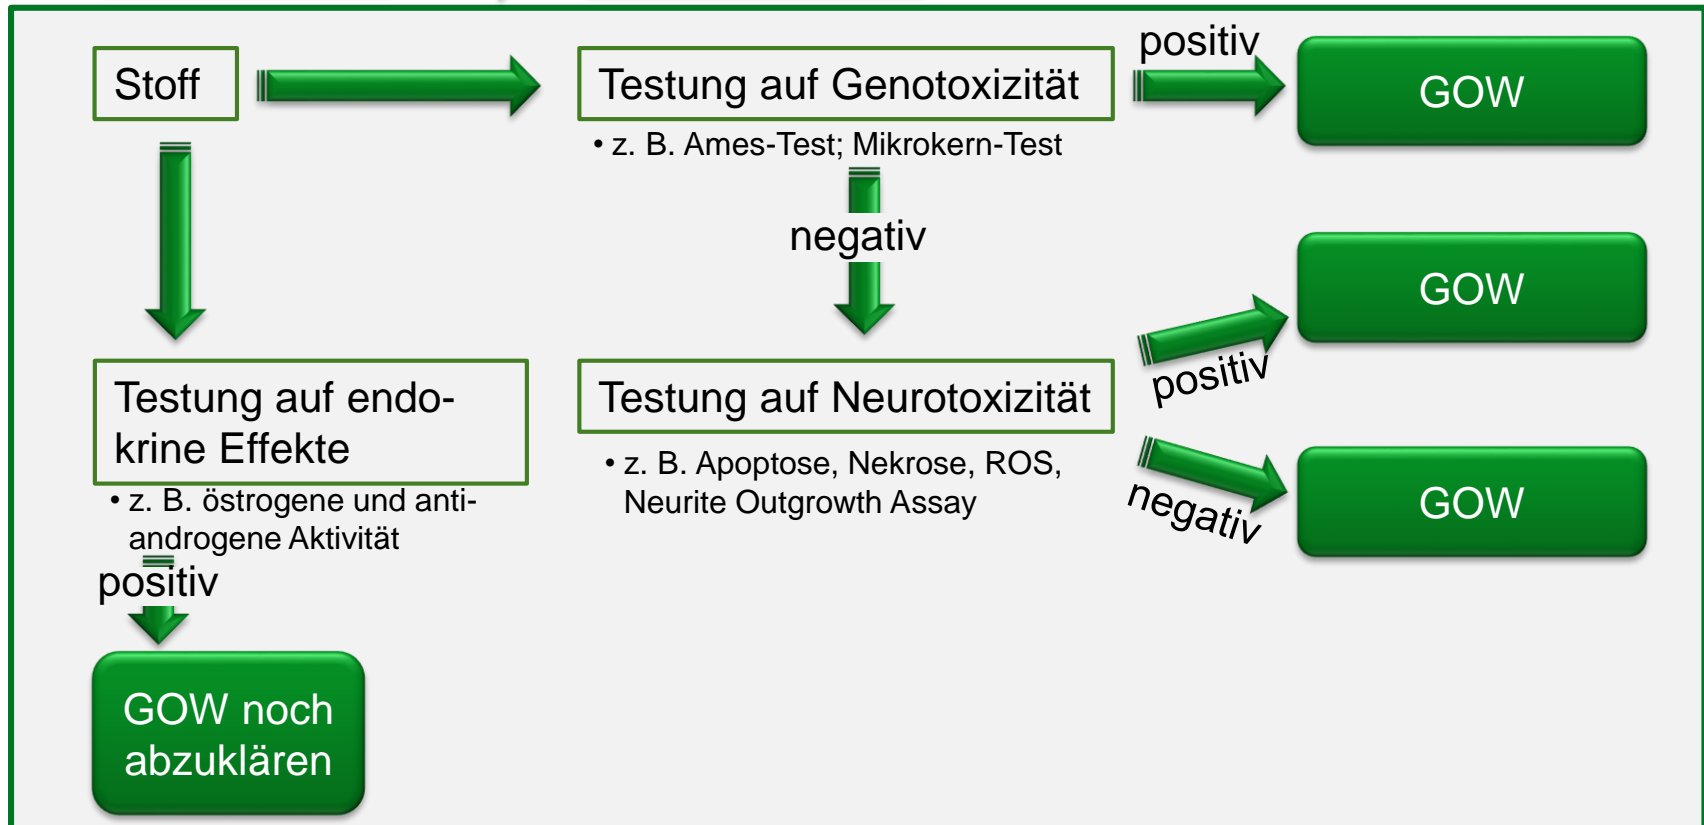 Stoff
Testung auf Genotoxizität
• z. B. Ames-Test; Mikrokern-Test
positiv
GOW
negativ
Testung auf endo-
krine Effekte
• z. B. östrogene und anti-
androgene Aktivität
positiv
GOW noch
abzuklären
Testung auf Neurotoxizität
• z. B. Apoptose, Nekrose, ROS,
Neurite Outgrowth Assay
positiv
GOW
negativ
GOW